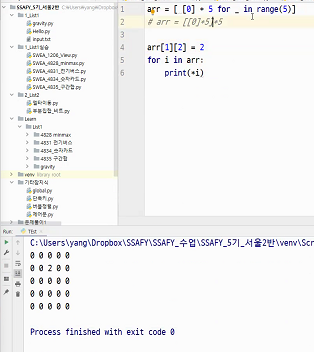 SSAFY_5기_서울2반 C:\Users\yang\Dropbox\SSA
1_List1
gravity.py
Hello.py
input.txt
1_List1실습
SWEA_1208_View.py
SWEA_4828_minmax.py
SWEA_4831_전기버스.py
SWEA_4834_숫자카드.py
SWEA_4835_구간합.py
2_List2
델타이동.py
부분집합_비트.py
Learn
List1
4828 minmax
4831 전기버스
4834_숫자카드
4835 구간합
gravity
venv library root
기타잡지식
global.py
단축키.py
버블정렬.py
제어문.py
1 arr = [ [0] * 5 for _ in range(5)]
2 # arr = [[0]*5]*5
3
4 arr[1][2] = 2
5 for i in arr:
6 print(*i)
Run: TEst
C:\Users\yang\Dropbox\SSAFY\SSAFY_수업\SSAFY_5기_서울2반\venv\Scr
0 0 0 0 0
0 0 2 0 0
0 0 0 0 0
0 0 0 0 0
0 0 0 0 0
Process finished with exit code 0